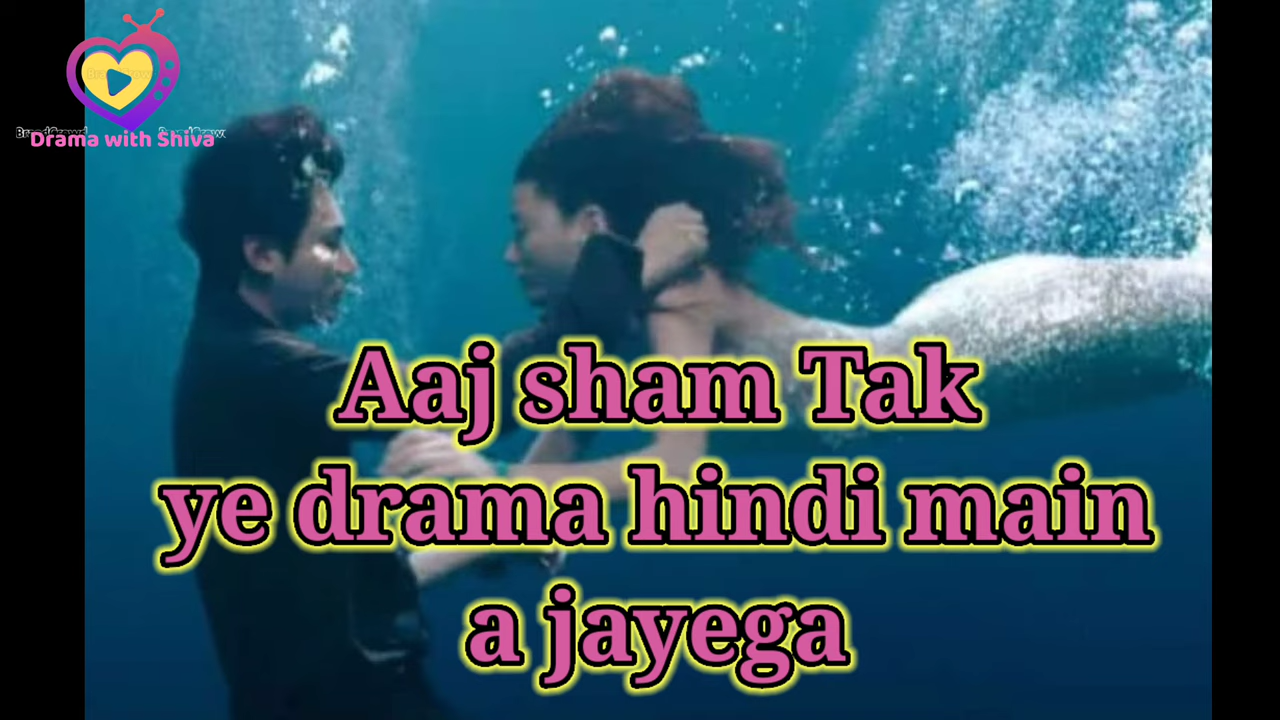 Drama with Shiva
Aaj sham Tak
ye drama hindi main
a jayega